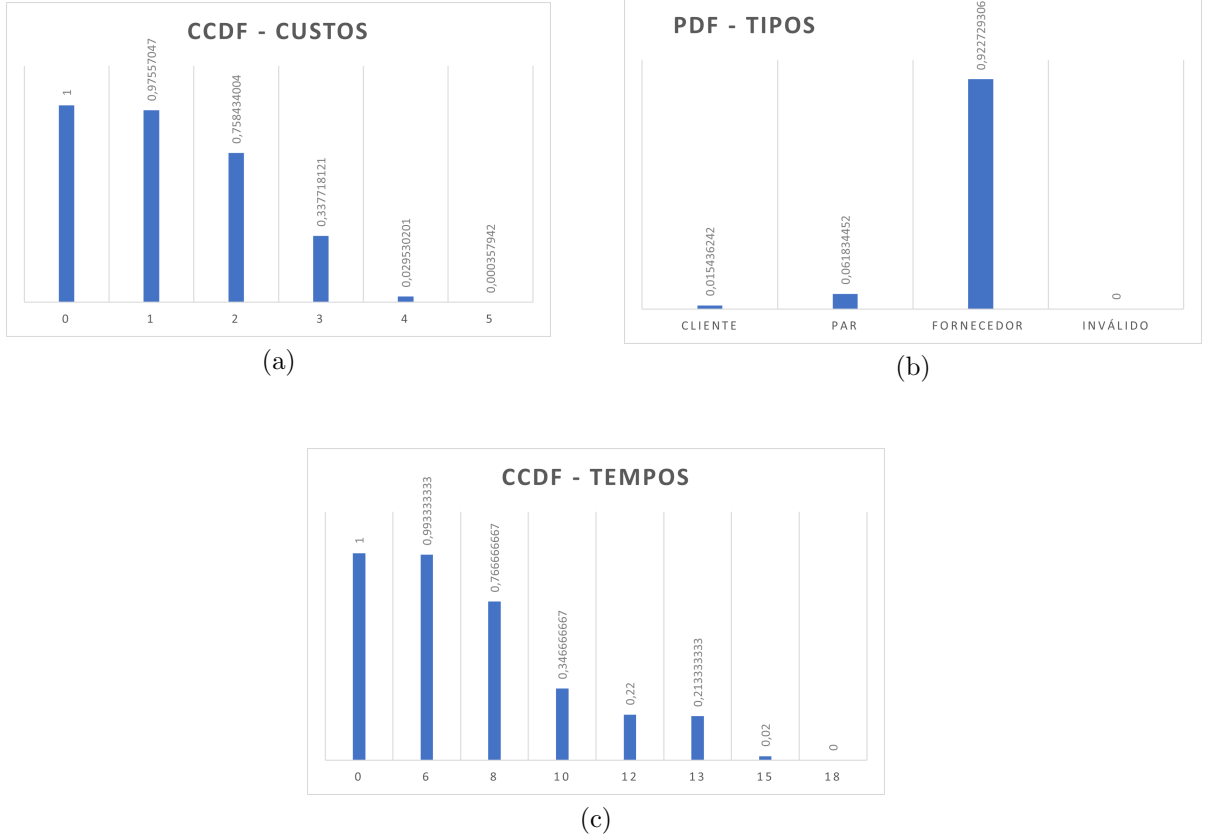 CCDF - CUSTOS
1
0,97557047
0,758434004
0,337718121
0,029530201
0,000357942
0 1 2 3 4 5
(a)
PDF - TIPOS
0,015436242
0,061834452
0,922729306
0
CLIENTE PAR FORNECEDOR INVÁLIDO
(b)
CCDF - TEMPOS
1
0,993333333
0,766666667
0,346666667
0,22
0,213333333
0,02
0
0 6 8 10 12 13 15 18
(c)